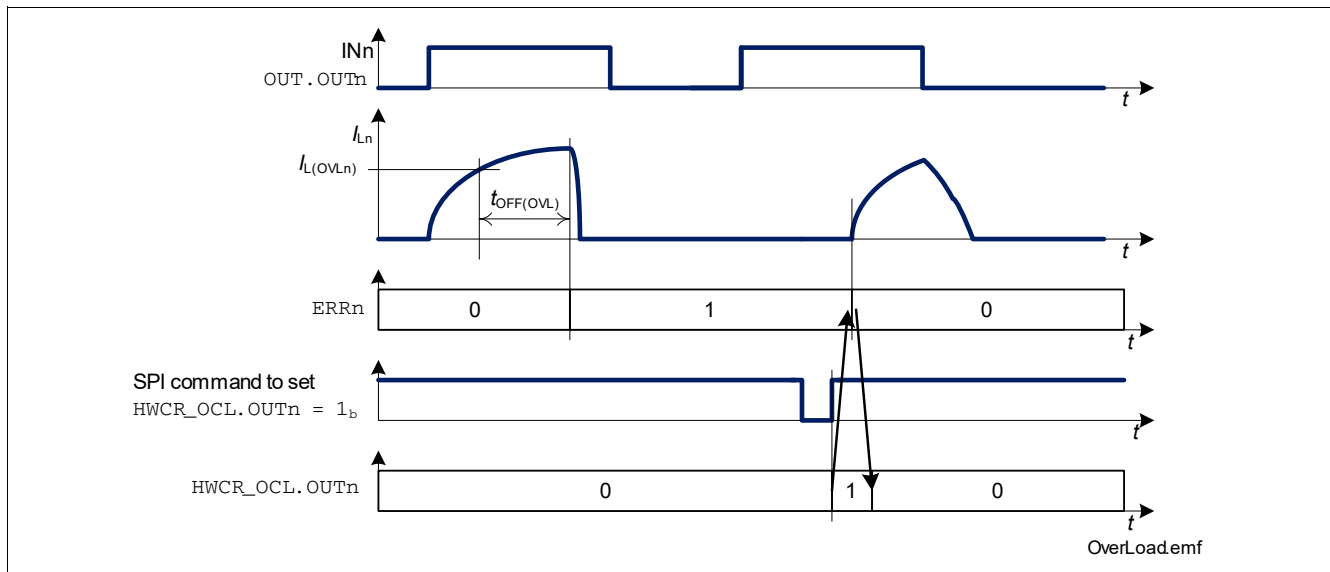 INn
OUT.OUTn
t
ILn
IL(OVLn)
tOFF(OVL)
t
ERRn
0
1
0
t
SPI command to set
HWCR_OCL.OUTn = 1b
t
HWCR_OCL.OUTn
0
1
0
t
OverLoad.emf